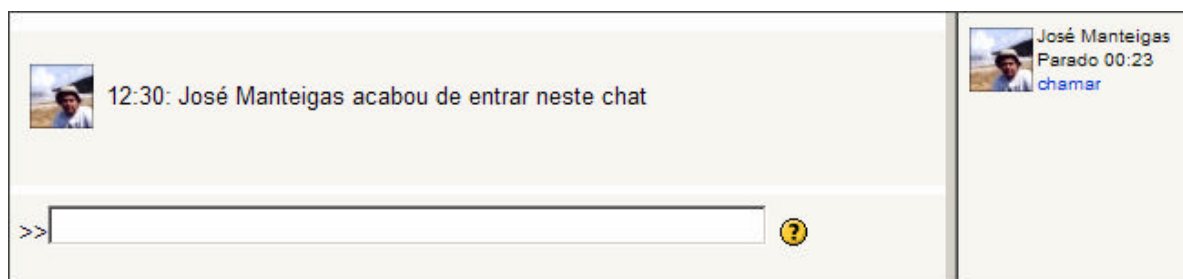 12:30: José Manteigas acabou de entrar neste chat
>>
?
José Manteigas
Parado 00:23
chamar